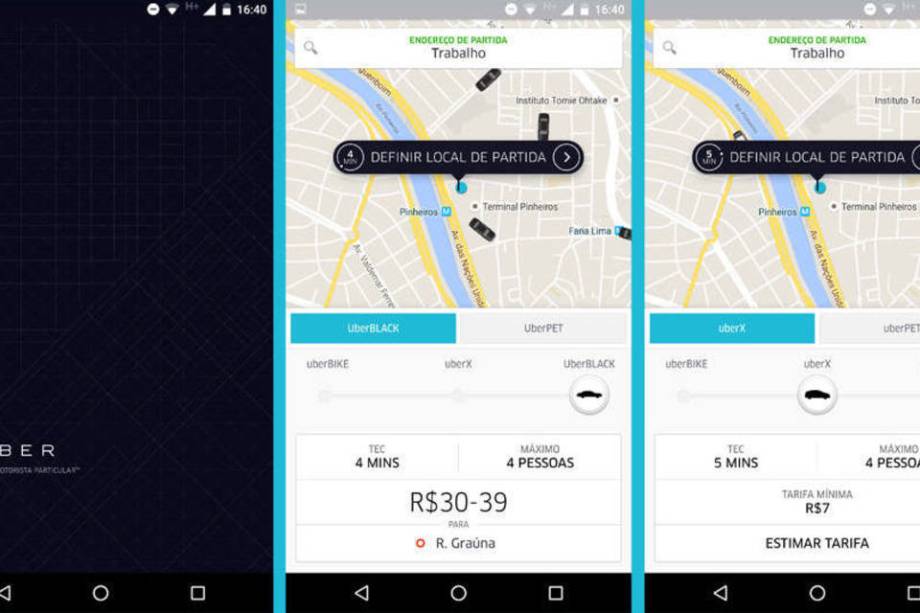 H+ 16:40
BER
OTORISTA PARTICULAR™
H+ 16:40
ENDEREÇO DE PARTIDA
Trabalho
Instituto Tomie Ohtake
4 MIN
DEFINIR LOCAL DE PARTIDA
Terminal Pinheiros
Pinheiros M
Faria Lima
Av. das Nações Unid
Av. Valdemar Ferre
UberBLACK UberPET
uberBIKE uberX UberBLACK
TEC MÁXIMO
4 MINS 4 PESSOAS
R$30-39
PARA
R. Graúna
H+
ENDEREÇO DE PARTIDA
Trabalho
Instituto To
5 MIN
DEFINIR LOCAL DE PARTIDA
Terminal Pinheiros
Pinheiros M
Av. das Nações Unid
uberX uberPET
uberBIKE uberX
TEC MÁXIMO
5 MINS 4 PESSOA
TARIFA MÍNIMA
R$7
ESTIMAR TARIFA